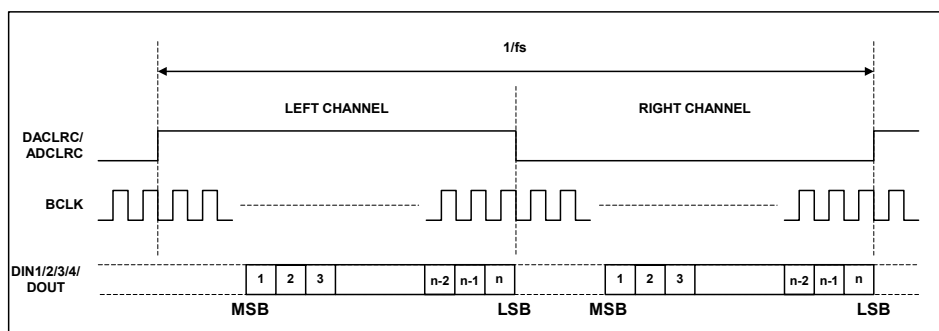 1/fs
LEFT CHANNEL
RIGHT CHANNEL
DACLRC/
ADCLRC
BCLK
DIN1/2/3/4/
DOUT
1 2 3 n-2 n-1 n 1 2 3 n-2 n-1 n
MSB LSB MSB LSB